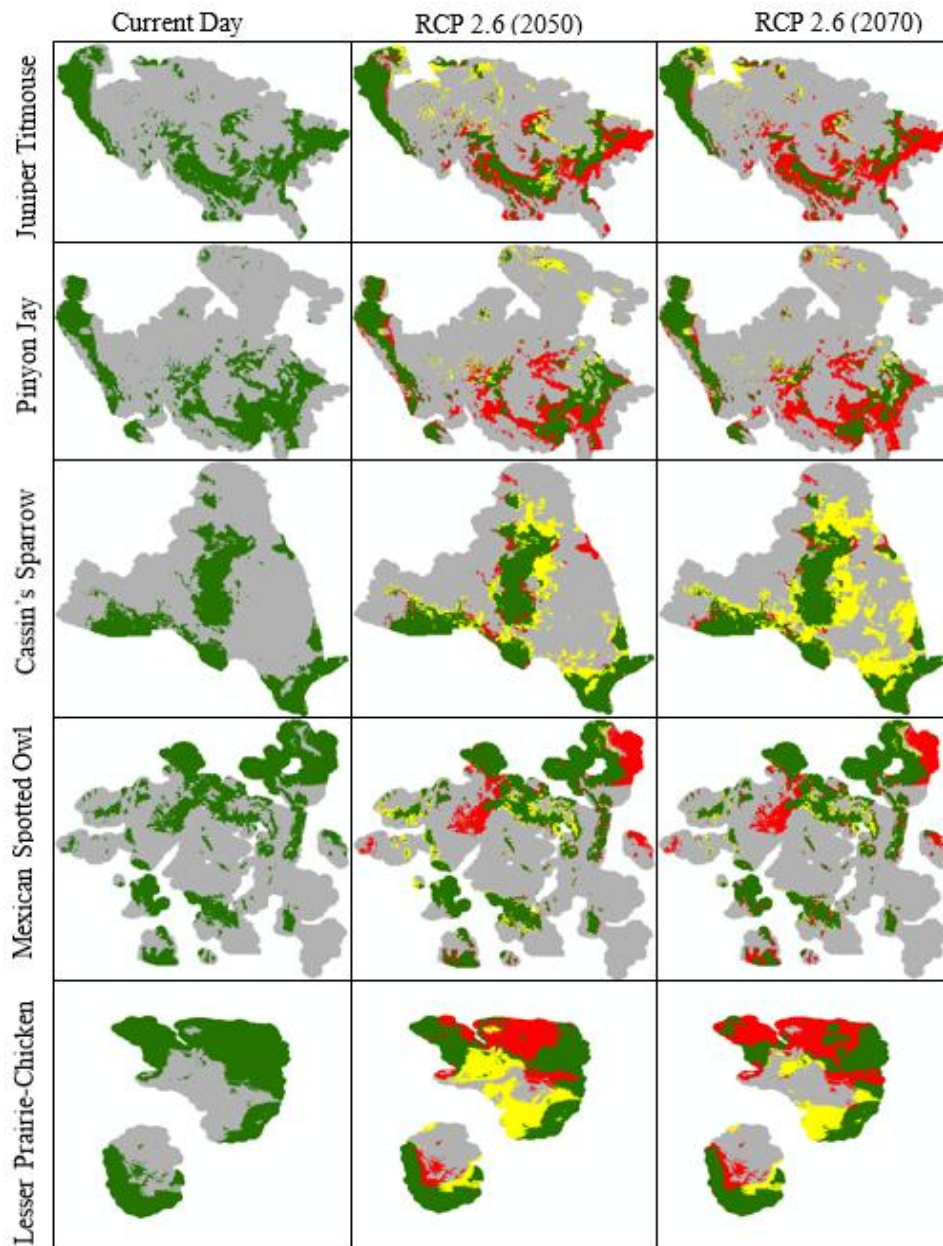 Current Day
RCP 2.6 (2050)
RCP 2.6 (2070)
Juniper Titmouse
Pinyon Jay
Cassin's Sparrow
Mexican Spotted Owl
Lesser Prairie-Chicken